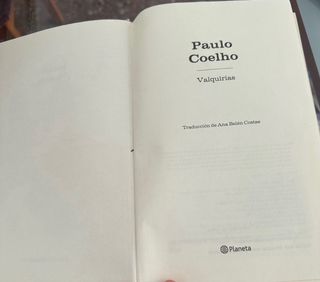 Paulo
Coelho
Valquirias
Traducción de Ana Belén Costas
Planeta